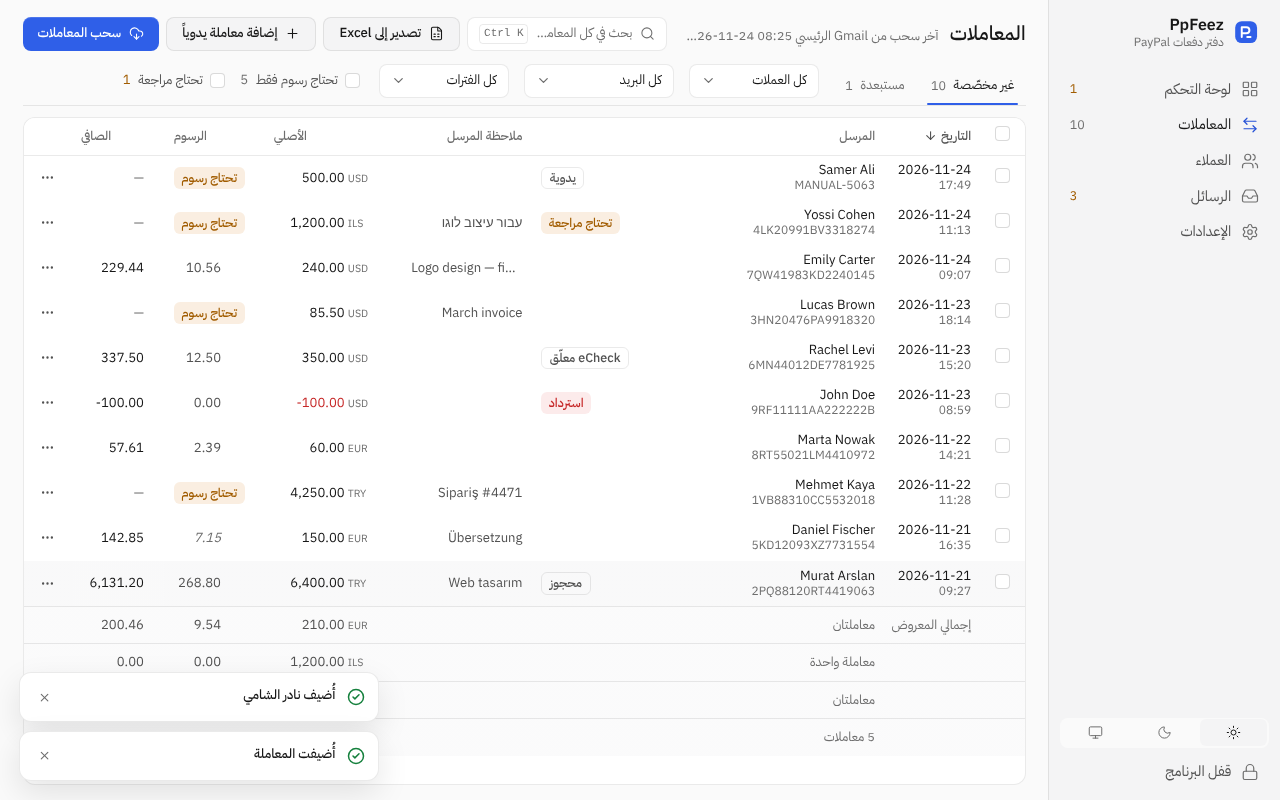 PpFeez
دفتر دفعات PayPal
لوحة التحكم 1
المعاملات 10
العملاء
الرسائل 3
الإعدادات
قفل البرنامج
المعاملات
آخر سحب من Gmail الرئيسي 08:25 26-11-24...
بحث في كل المعامـ... Ctrl K
تصدير إلى Excel
إضافة معاملة يدوياً
سحب المعاملات
غير مخصّصة 10
مستبعدة 1
كل العملات
كل البريد
كل الفترات
تحتاج رسوم فقط 5
تحتاج مراجعة 1
التاريخ المرسل ملاحظة المرسل الأصلي الرسوم الصافي
2026-11-24 Samer Ali يدوية 500.00 USD تحتاج رسوم —
17:49 MANUAL-5063
2026-11-24 Yossi Cohen تحتاج مراجعة עבור עיצוב לוגו 1,200.00 ILS تحتاج رسوم —
11:13 4LK20991BV3318274
2026-11-24 Emily Carter Logo design — fi... 240.00 USD 10.56 229.44
09:07 7QW41983KD2240145
2026-11-23 Lucas Brown March invoice 85.50 USD تحتاج رسوم —
18:14 3HN20476PA9918320
2026-11-23 Rachel Levi eCheck معلّق 350.00 USD 12.50 337.50
15:20 6MN44012DE7781925
2026-11-23 John Doe استرداد -100.00 USD 0.00 -100.00
08:59 9RF11111AA222222B
2026-11-22 Marta Nowak 60.00 EUR 2.39 57.61
14:21 8RT55021LM4410972
2026-11-22 Mehmet Kaya Sipariş #4471 4,250.00 TRY تحتاج رسوم —
11:28 1VB88310CC5532018
2026-11-21 Daniel Fischer Übersetzung 150.00 EUR 7.15 142.85
16:35 5KD12093XZ7731554
2026-11-21 Murat Arslan محجوز Web tasarım 6,400.00 TRY 268.80 6,131.20
09:27 2PQ88120RT4419063
إجمالي المعروض معاملتان 210.00 EUR 9.54 200.46
معاملة واحدة 1,200.00 ILS 0.00 0.00
معاملتان
5 معاملات
أُضيف نادر الشامي
أُضيفت المعاملة